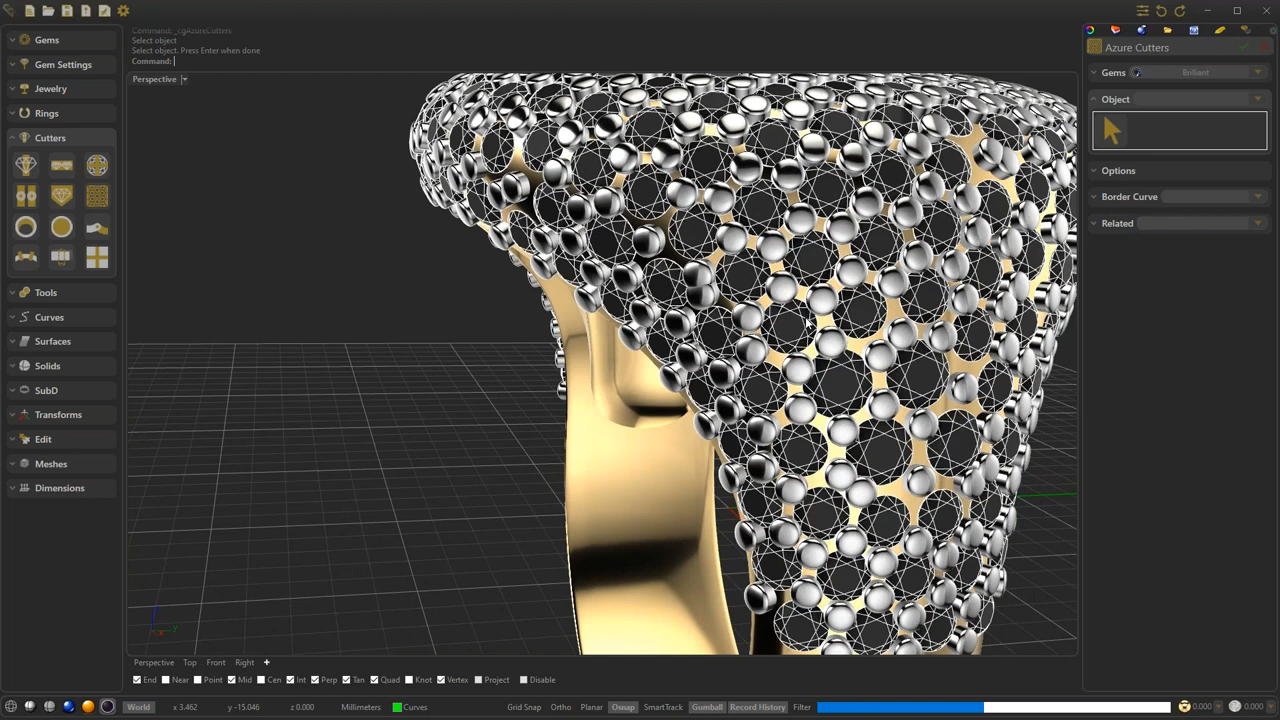 Command: _cgAzureCutters
Select object
Select object. Press Enter when done
Command:
Perspective
Gems
Gem Settings
Jewelry
Rings
Cutters
Tools
Curves
Surfaces
Solids
SubD
Transforms
Edit
Meshes
Dimensions
Azure Cutters
Gems Brilliant
Object
Options
Border Curve
Related
z
y
x
Perspective Top Front Right
End Near Point Mid Cen Int Perp Tan Quad Knot Vertex Project Disable
World x 3.462 y -15.046 z 0.000 Millimeters Curves Grid Snap Ortho Planar Osnap SmartTrack Gumball Record History Filter 0.000 0.000